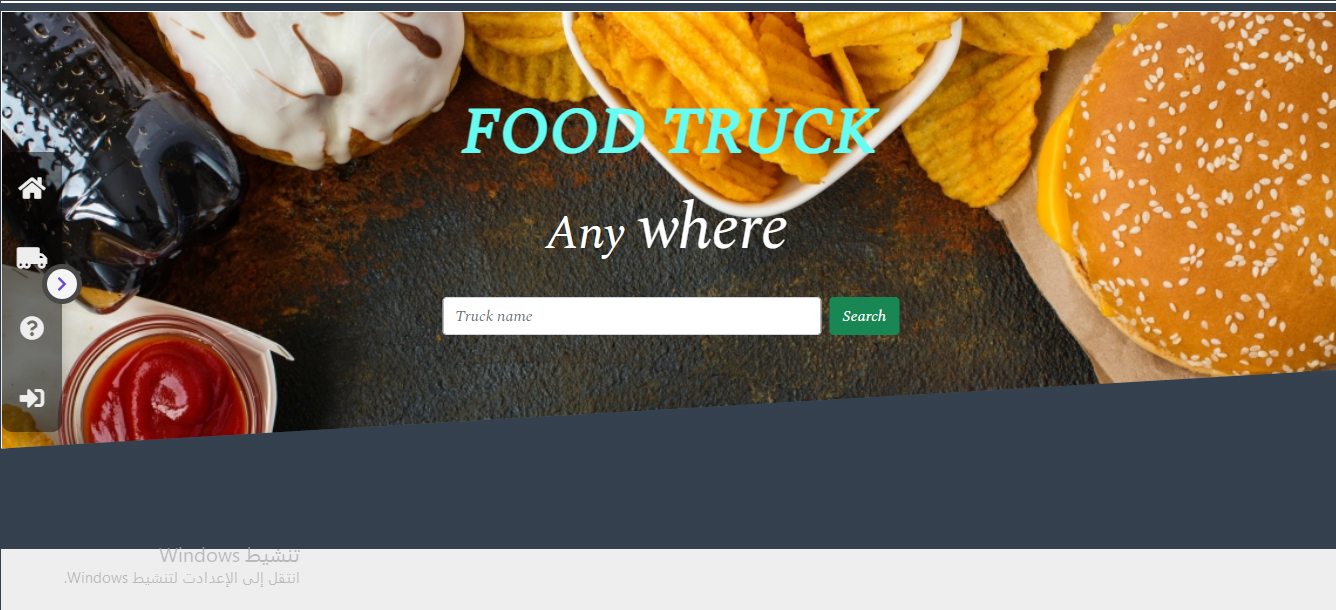 FOOD TRUCK
Any where
Truck name
Search
تنشيط Windows
انتقل إلى الإعدادت لتنشيط Windows.